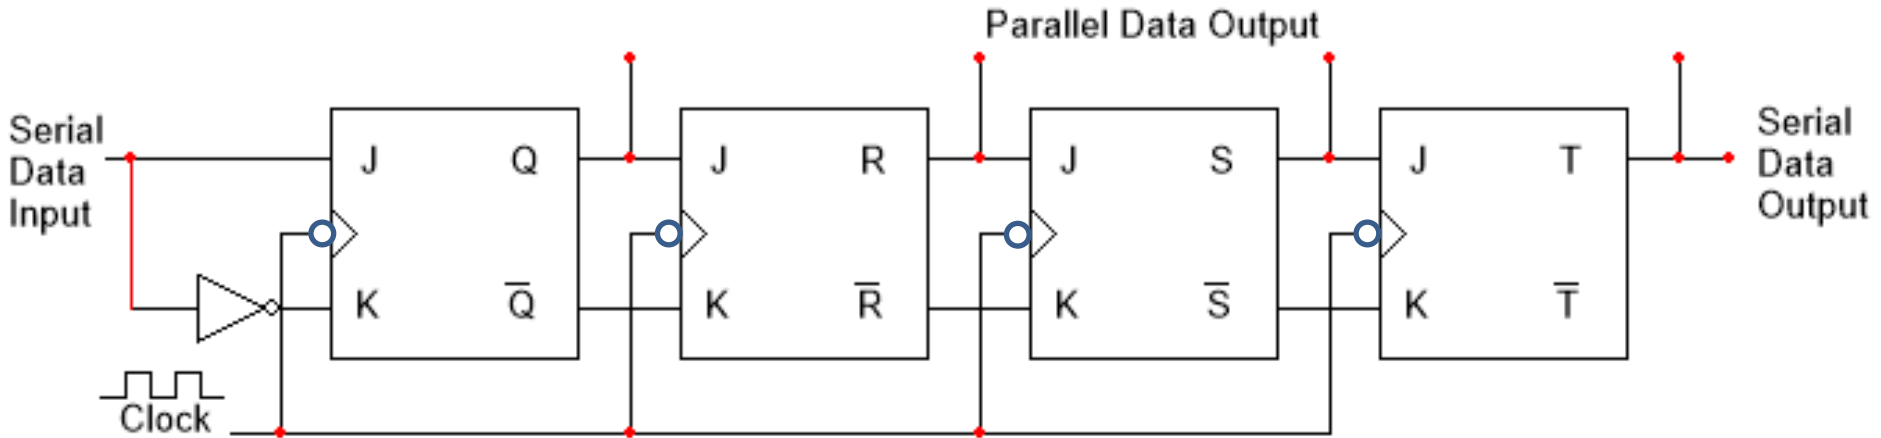 Parallel Data Output
Serial
Data
Input
J Q J R J S J T
Serial
Data
Output
K Q̅ K R̅ K S̅ K T̅
Clock